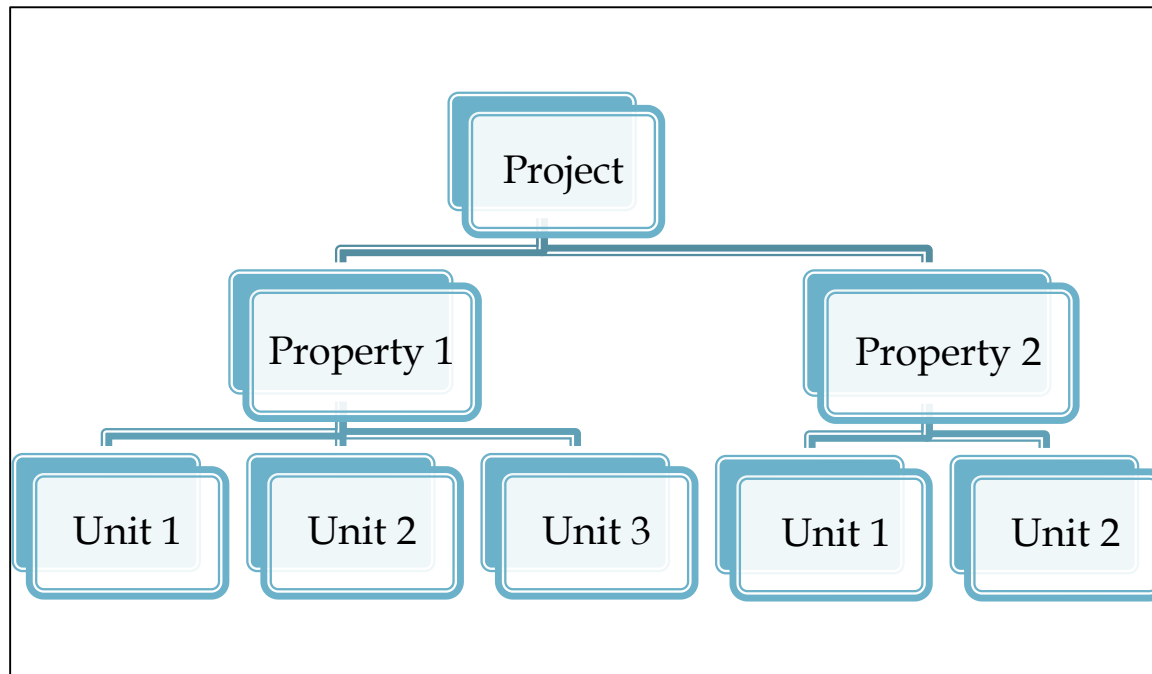 Project
Property 1
Property 2
Unit 1
Unit 2
Unit 3
Unit 1
Unit 2